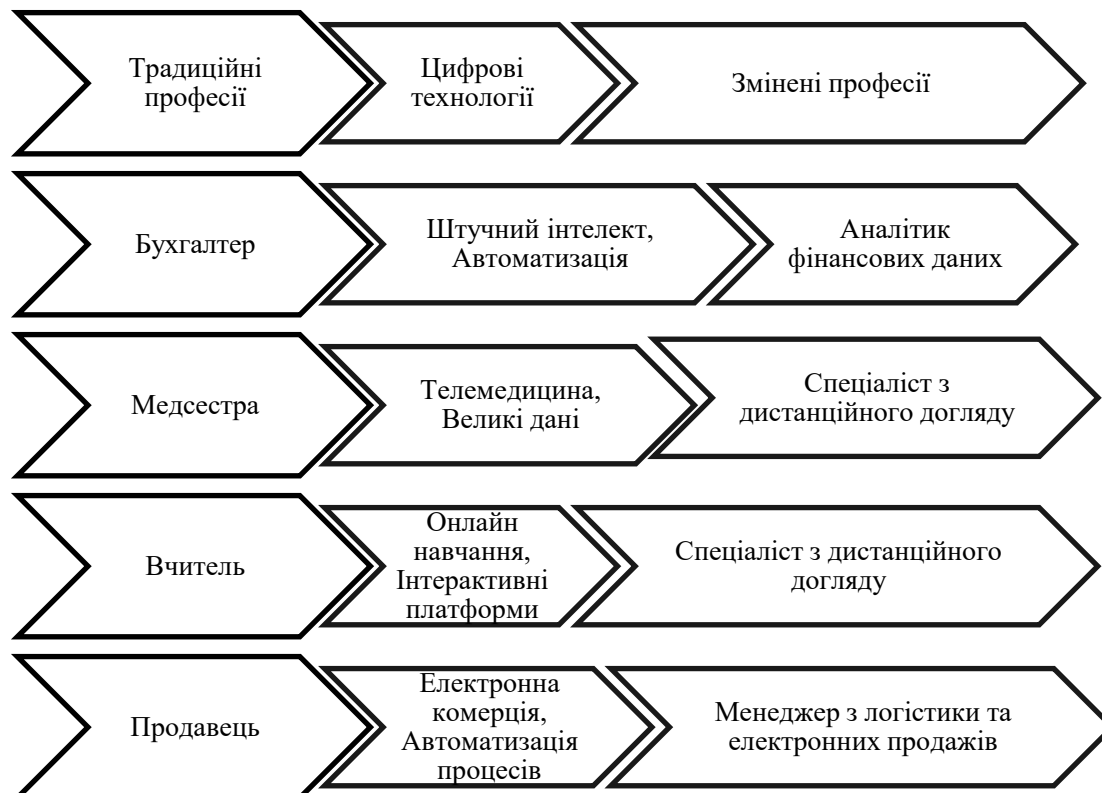 Традиційні
професії
Цифрові
технології
Змінені професії
Бухгалтер
Штучний інтелект,
Автоматизація
Аналітик
фінансових даних
Медсестра
Телемедицина,
Великі дані
Спеціаліст з
дистанційного догляду
Вчитель
Онлайн
навчання,
Інтерактивні
платформи
Спеціаліст з дистанційного
догляду
Продавець
Електронна
комерція,
Автоматизація
процесів
Менеджер з логістики та
електронних продажів